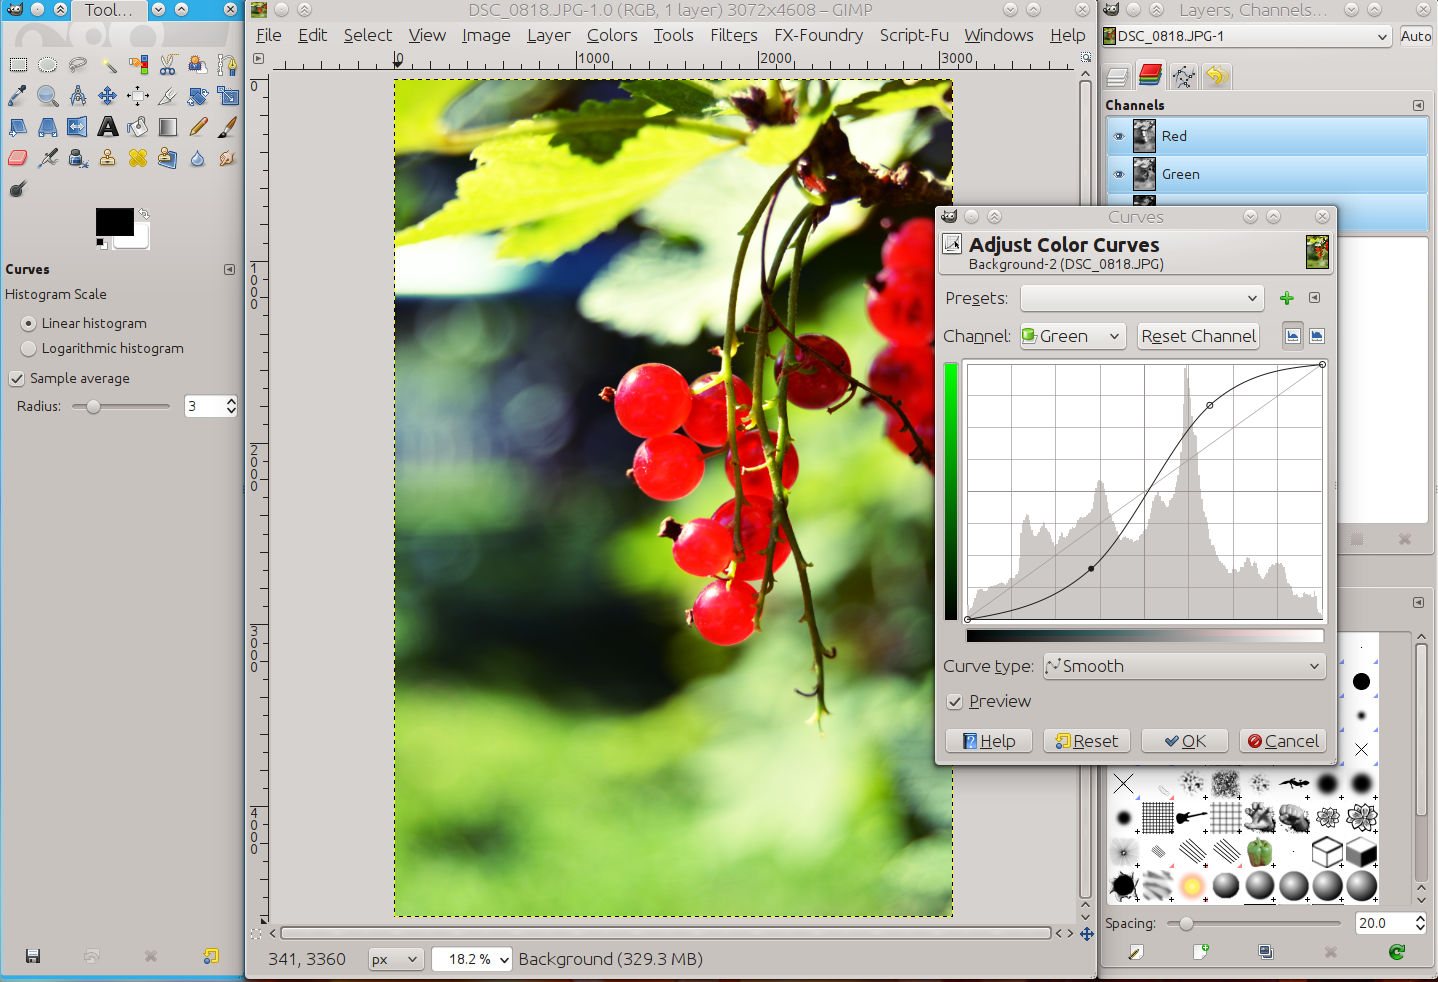 Tool...
Curves
Histogram Scale
Linear histogram
Logarithmic histogram
Sample average
Radius: 3
DSC_0818.JPG-1.0 (RGB, 1 layer) 3072x4608 – GIMP
File Edit Select View Image Layer Colors Tools Filters FX-Foundry Script-Fu Windows Help
0 1000 2000 3000
0
1000
2000
3000
4000
341, 3360 px 18.2 % Background (329.3 MB)
Layers, Channels...
DSC_0818.JPG-1 Auto
Channels
Red
Green
Curves
Adjust Color Curves
Background-2 (DSC_0818.JPG)
Presets:
Channel: Green Reset Channel
Curve type: Smooth
Preview
Help Reset OK Cancel
Spacing: 20.0